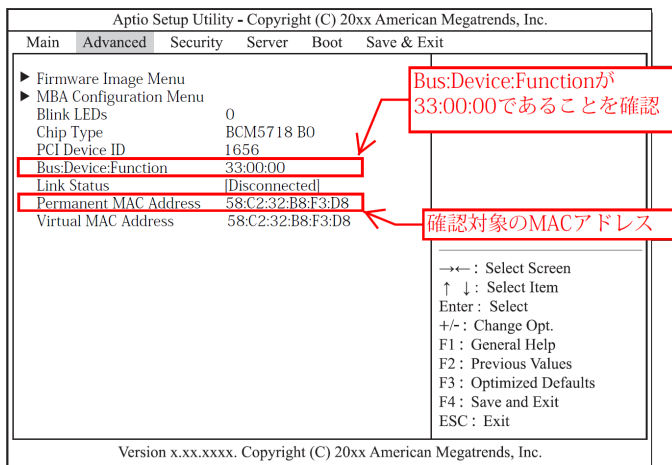 Aptio Setup Utility - Copyright (C) 20xx American Megatrends, Inc.
Main Advanced Security Server Boot Save & Exit
▶ Firmware Image Menu
▶ MBA Configuration Menu
Blink LEDs 0
Chip Type BCM5718 B0
PCI Device ID 1656
Bus:Device:Function 33:00:00
Link Status [Disconnected]
Permanent MAC Address 58:C2:32:B8:F3:D8
Virtual MAC Address 58:C2:32:B8:F3:D8
Bus:Device:Functionが
33:00:00であることを確認
確認対象のMACアドレス
→←: Select Screen
↑ ↓: Select Item
Enter : Select
+/- : Change Opt.
F1 : General Help
F2 : Previous Values
F3 : Optimized Defaults
F4 : Save and Exit
ESC : Exit
Version x.xx.xxxx. Copyright (C) 20xx American Megatrends, Inc.